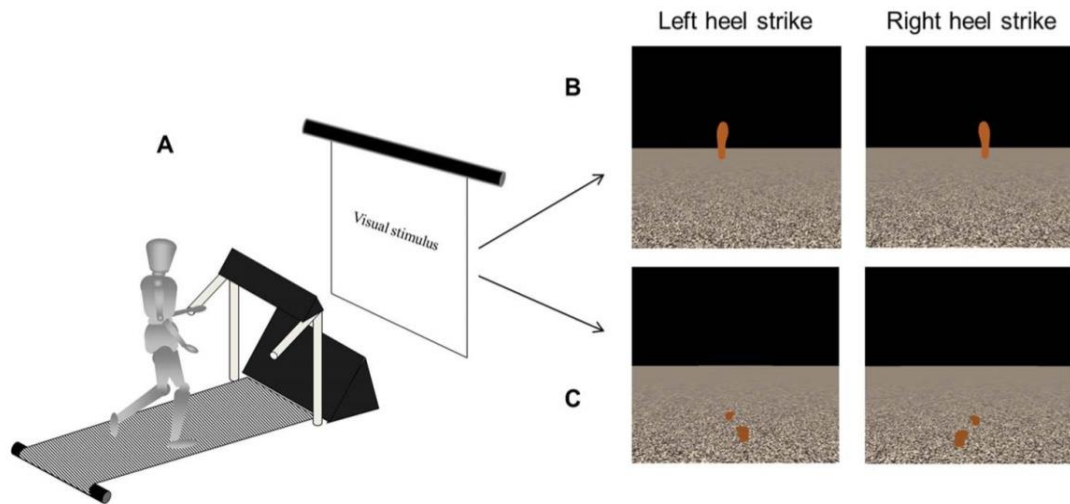 Left heel strike
Right heel strike
B
A
Visual stimulus
C